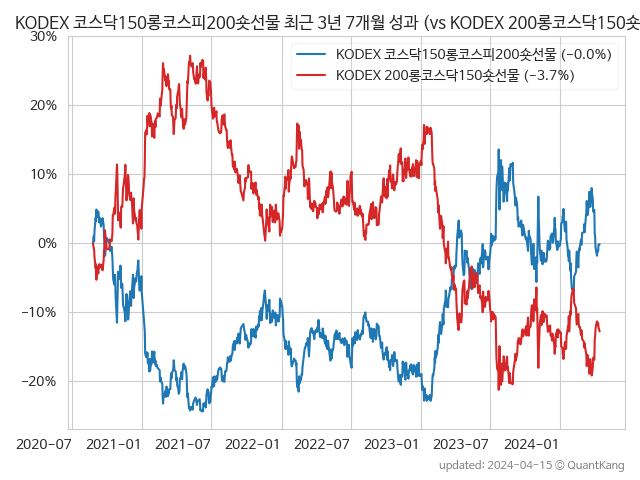 KODEX 코스닥150롱코스피200숏선물 최근 3년 7개월 성과 (vs KODEX 200롱코스닥150숏
30%
20%
10%
0%
−10%
−20%
KODEX 코스닥150롱코스피200숏선물 (−0.0%)
KODEX 200롱코스닥150숏선물 (−3.7%)
2020-07 2021-01 2021-07 2022-01 2022-07 2023-01 2023-07 2024-01
updated: 2024-04-15 © QuantKang